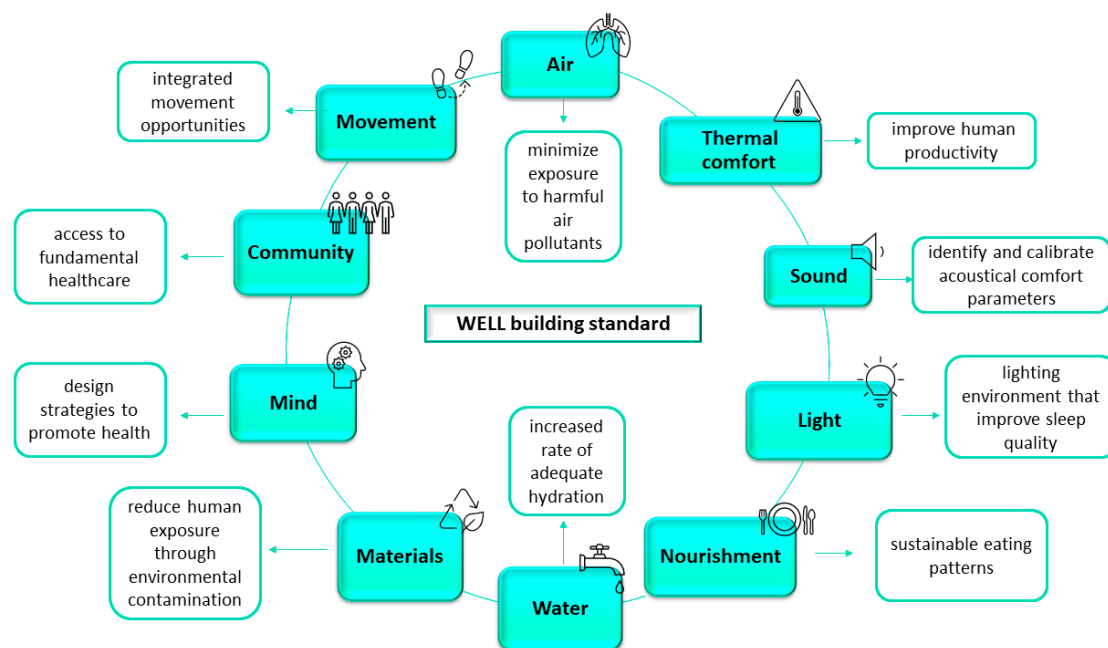 Air
minimize
exposure
to harmful
air
pollutants
Thermal
comfort
improve human
productivity
Sound
identify and calibrate
acoustical comfort
parameters
Light
lighting
environment that
improve sleep
quality
Nourishment
sustainable eating
patterns
Water
increased
rate of
adequate
hydration
Materials
reduce human
exposure
through
environmental
contamination
Mind
design
strategies to
promote health
Community
access to
fundamental
healthcare
Movement
integrated
movement
opportunities
WELL building standard